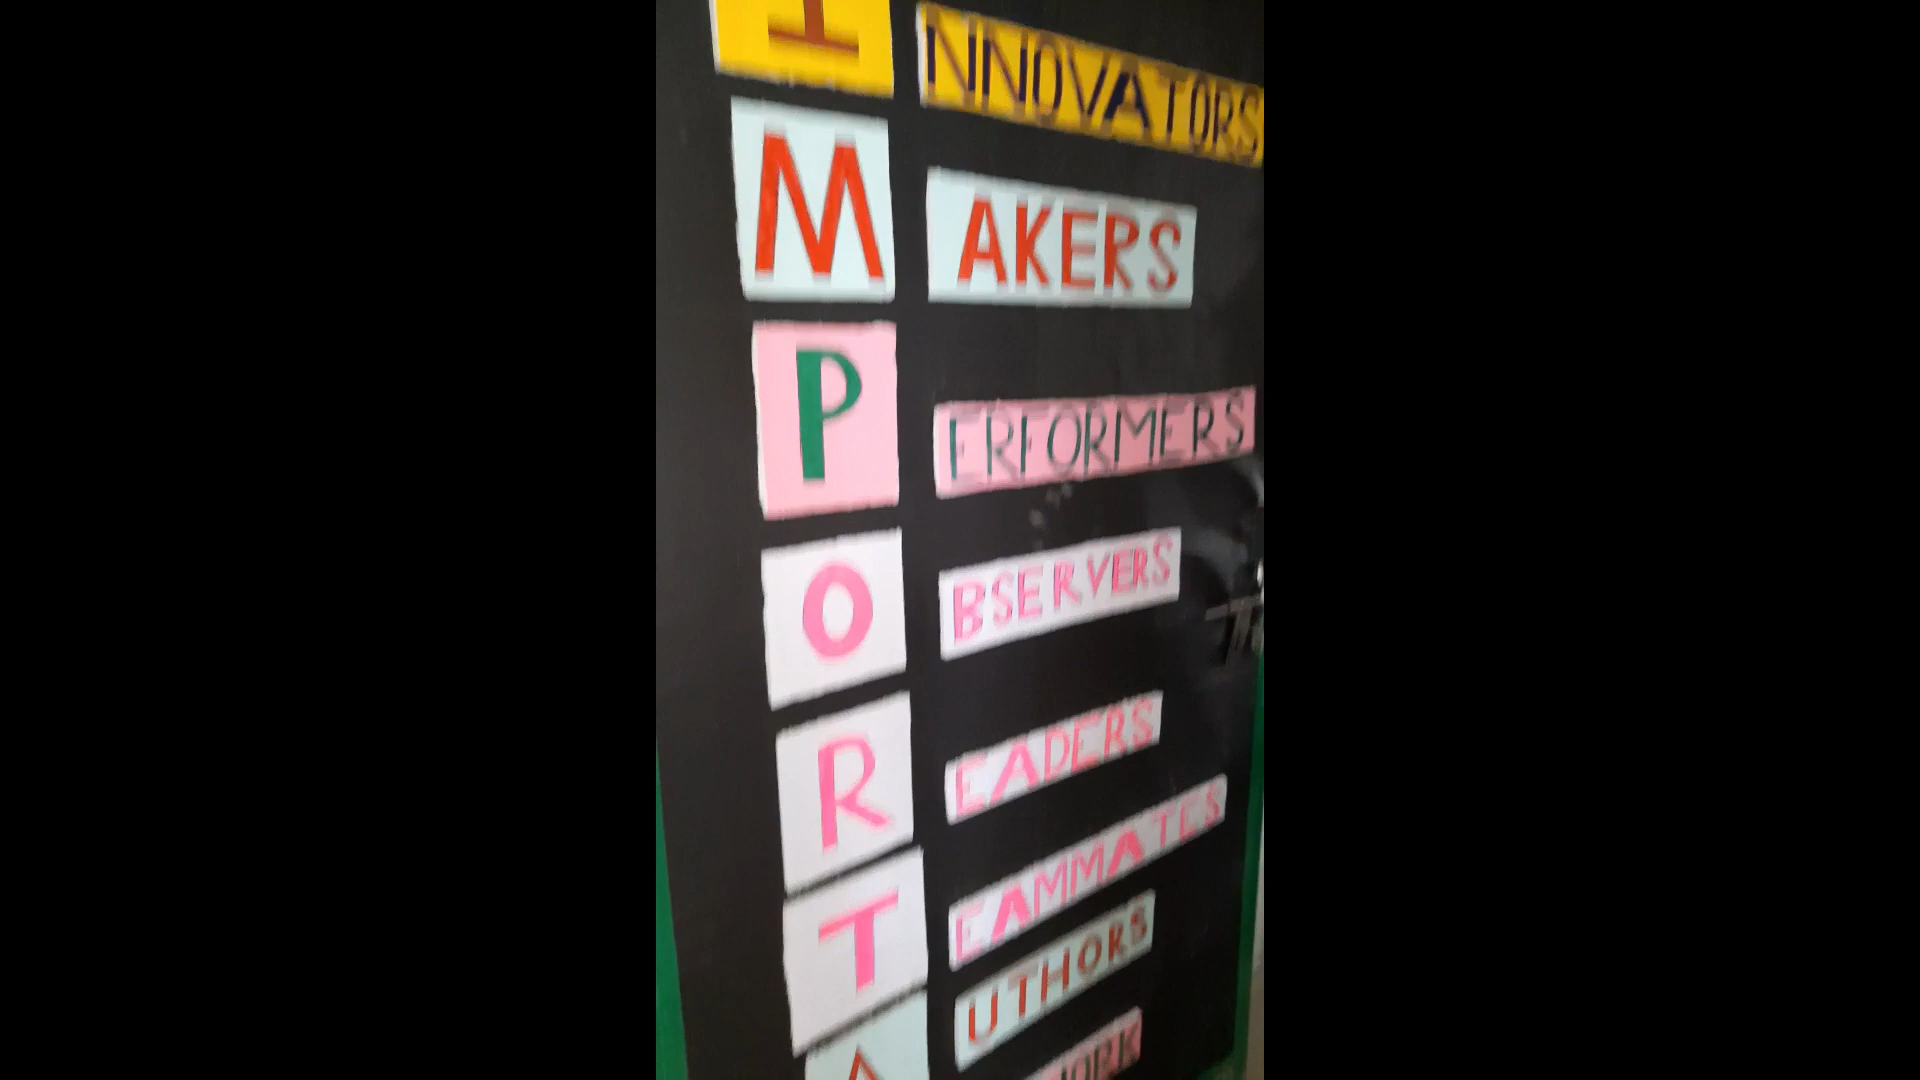 I NNOVATORS
M AKERS
P ERFORMERS
O BSERVERS
R EADERS
T EAMMATES
A UTHORS